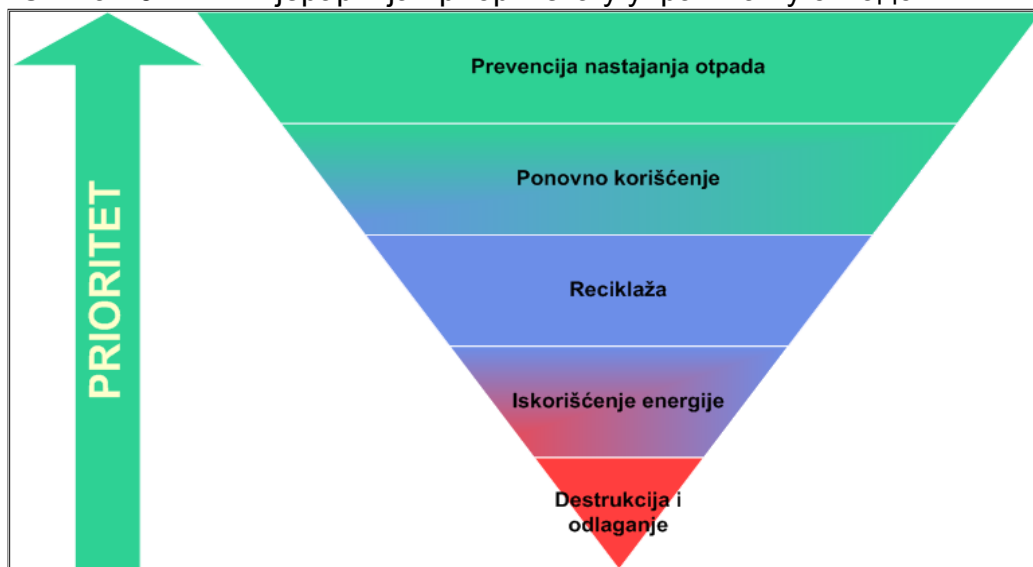 PRIORITET
Prevencija nastajanja otpada
Ponovno korišćenje
Reciklaža
Iskorišćenje energije
Destrukcija i
odlaganje